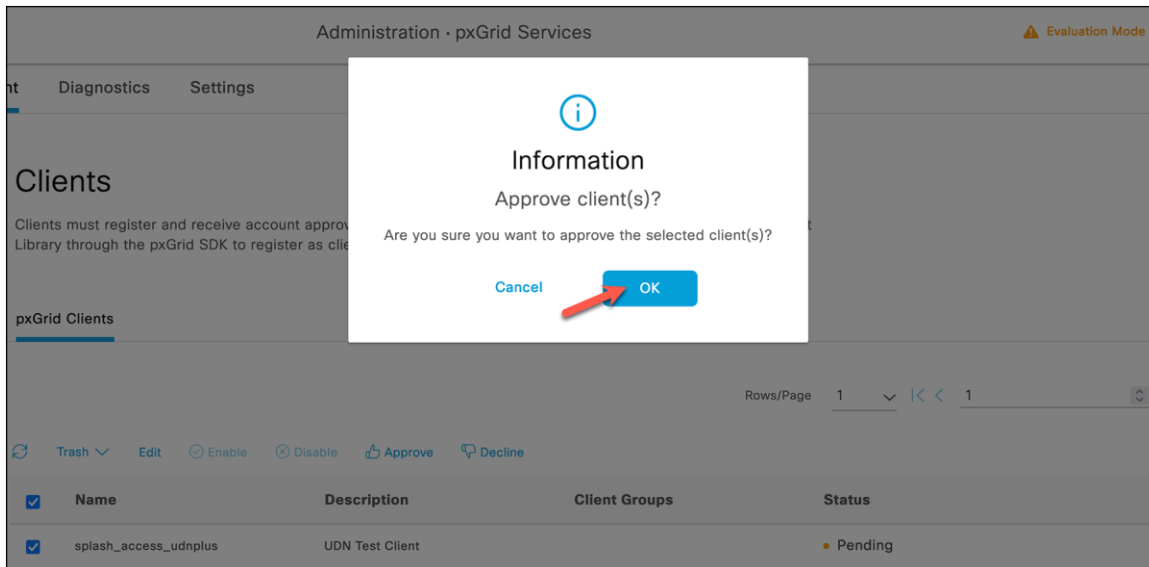 Administration · pxGrid Services
Evaluation Mode
Diagnostics Settings
Information
Approve client(s)?
Are you sure you want to approve the selected client(s)?
Cancel OK
Clients
Clients must register and receive account
Library through the pxGrid SDK to register as
pxGrid Clients
Rows/Page 1 |< < 1
Trash Edit Enable Disable Approve Decline
Name Description Client Groups Status
splash_access_udnplus UDN Test Client Pending